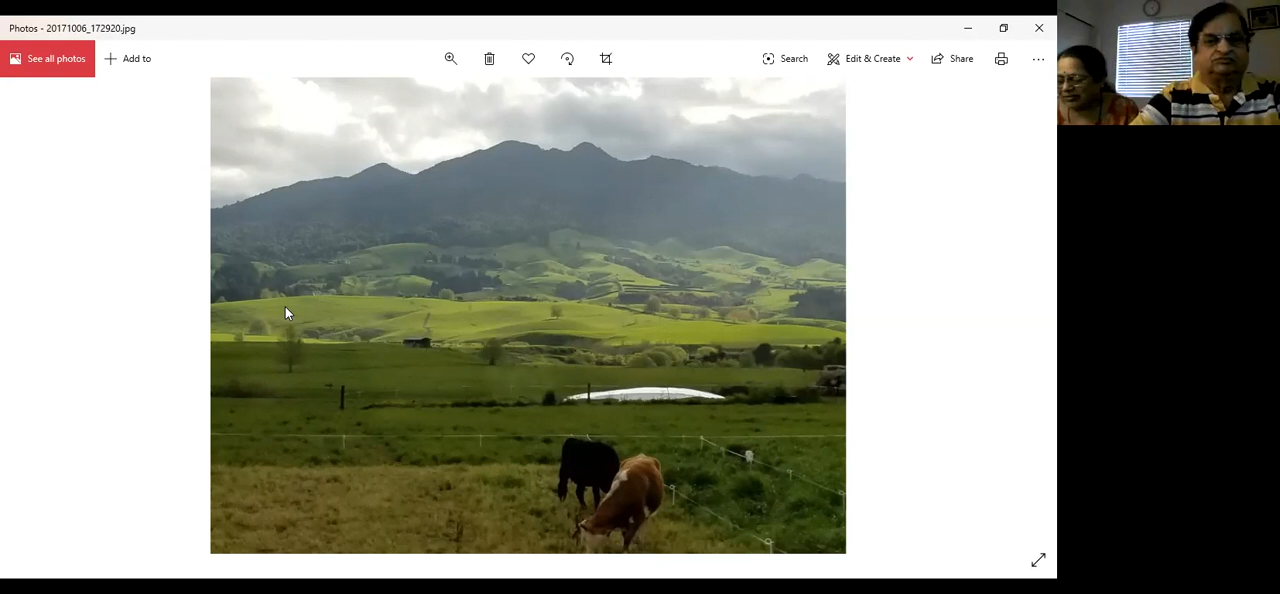 Photos - 20171006_172920.jpg
See all photos
Add to
Search
Edit & Create
Share